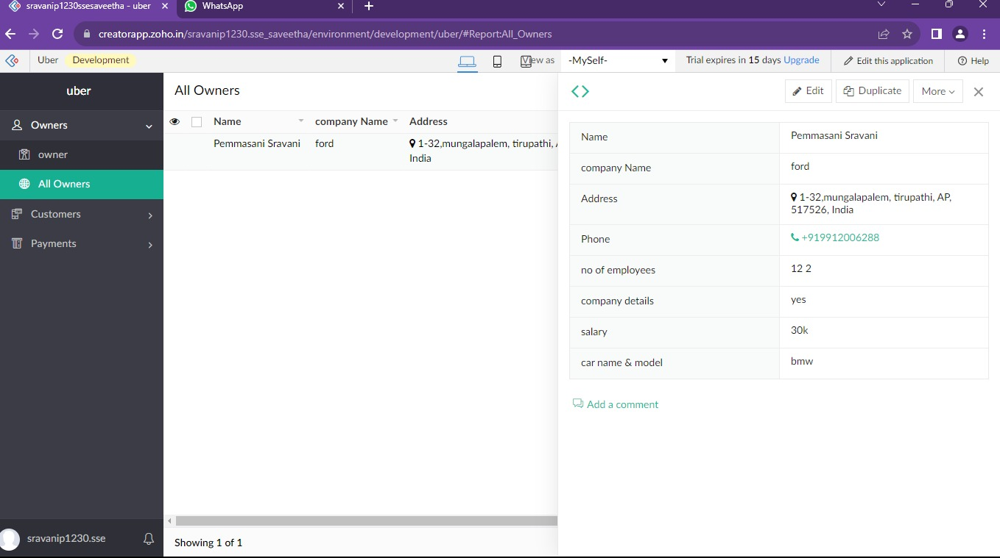 sravanip1230ssesaveetha - uber
WhatsApp
creatorapp.zoho.in/sravanip1230.sse_saveetha/environment/development/uber/#Report:All_Owners
Uber Development
View as -MySelf-
Trial expires in 15 days Upgrade
Edit this application
Help
uber
Owners
owner
All Owners
Customers
Payments
sravanip1230.sse
All Owners
Name company Name Address
Pemmasani Sravani ford 1-32,mungalapalem, tirupathi,
India
Showing 1 of 1
Edit Duplicate More
Name Pemmasani Sravani
company Name ford
Address 1-32,mungalapalem, tirupathi, AP,
517526, India
Phone +919912006288
no of employees 12 2
company details yes
salary 30k
car name & model bmw
Add a comment